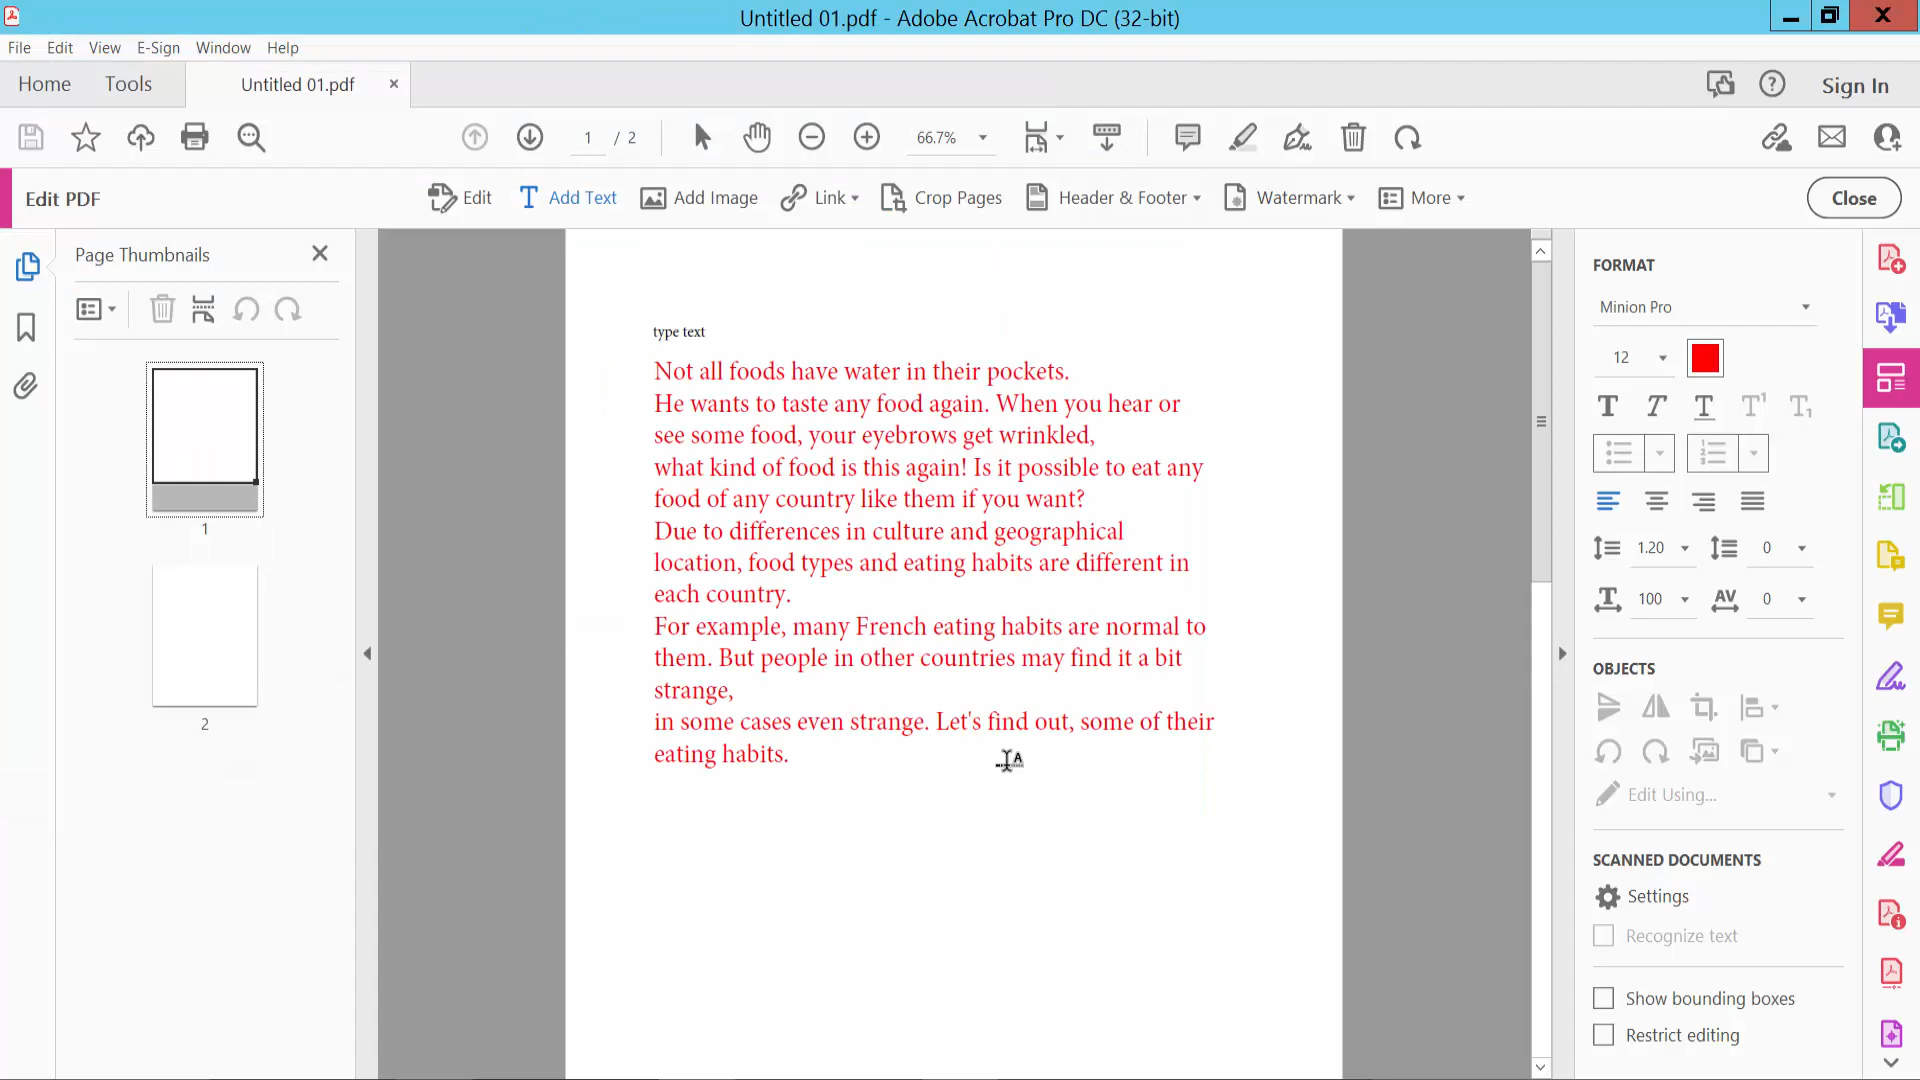 Untitled 01.pdf - Adobe Acrobat Pro DC (32-bit)
File Edit View E-Sign Window Help
Home Tools Untitled 01.pdf × Sign In
1 / 2 66.7%
Edit PDF Edit Add Text Add Image Link Crop Pages Header & Footer Watermark More Close
Page Thumbnails
1
2
type text
Not all foods have water in their pockets.
He wants to taste any food again. When you hear or
see some food, your eyebrows get wrinkled,
what kind of food is this again! Is it possible to eat any
food of any country like them if you want?
Due to differences in culture and geographical
location, food types and eating habits are different in
each country.
For example, many French eating habits are normal to
them. But people in other countries may find it a bit
strange,
in some cases even strange. Let's find out, some of their
eating habits.
FORMAT
Minion Pro
12
1.20 0
100 AV 0
OBJECTS
Edit Using...
SCANNED DOCUMENTS
Settings
Recognize text
Show bounding boxes
Restrict editing